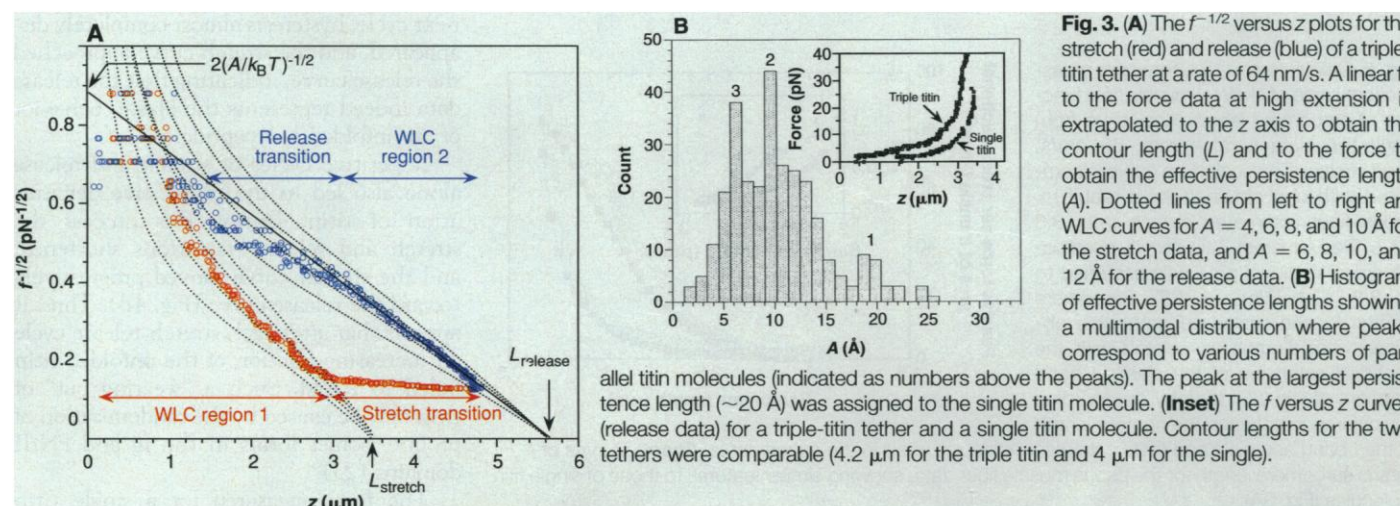 A
2(A/k_BT)^-1/2
0.8
0.6
0.4
0.2
0
f^-1/2 (pN^-1/2)
Release transition
WLC region 2
WLC region 1
Stretch transition
L_release
L_stretch
0 1 2 3 4 5 6
z (μm)
B
50
40
30
20
10
0
Count
3
2
1
0 5 10 15 20 25 30
A (Å)
40
30
20
10
0
Force (pN)
Triple titin
Single titin
0 1 2 3 4
z (μm)
Fig. 3. (A) The f^-1/2 versus z plots for the
stretch (red) and release (blue) of a triple-
titin tether at a rate of 64 nm/s. A linear
to the force data at high extension
extrapolated to the z axis to obtain
contour length (L) and to the force
obtain the effective persistence
(A). Dotted lines from left to right
WLC curves for A = 4, 6, 8, and 10 Å
the stretch data, and A = 6, 8, 10,
12 Å for the release data. (B)
of effective persistence lengths
a multimodal distribution where
correspond to various numbers of par-
allel titin molecules (indicated as numbers above the peaks). The peak at the largest persis-
tence length (~20 Å) was assigned to the single titin molecule. (Inset) The f versus z
(release data) for a triple-titin tether and a single titin molecule. Contour lengths for the
tethers were comparable (4.2 μm for the triple titin and 4 μm for the single).